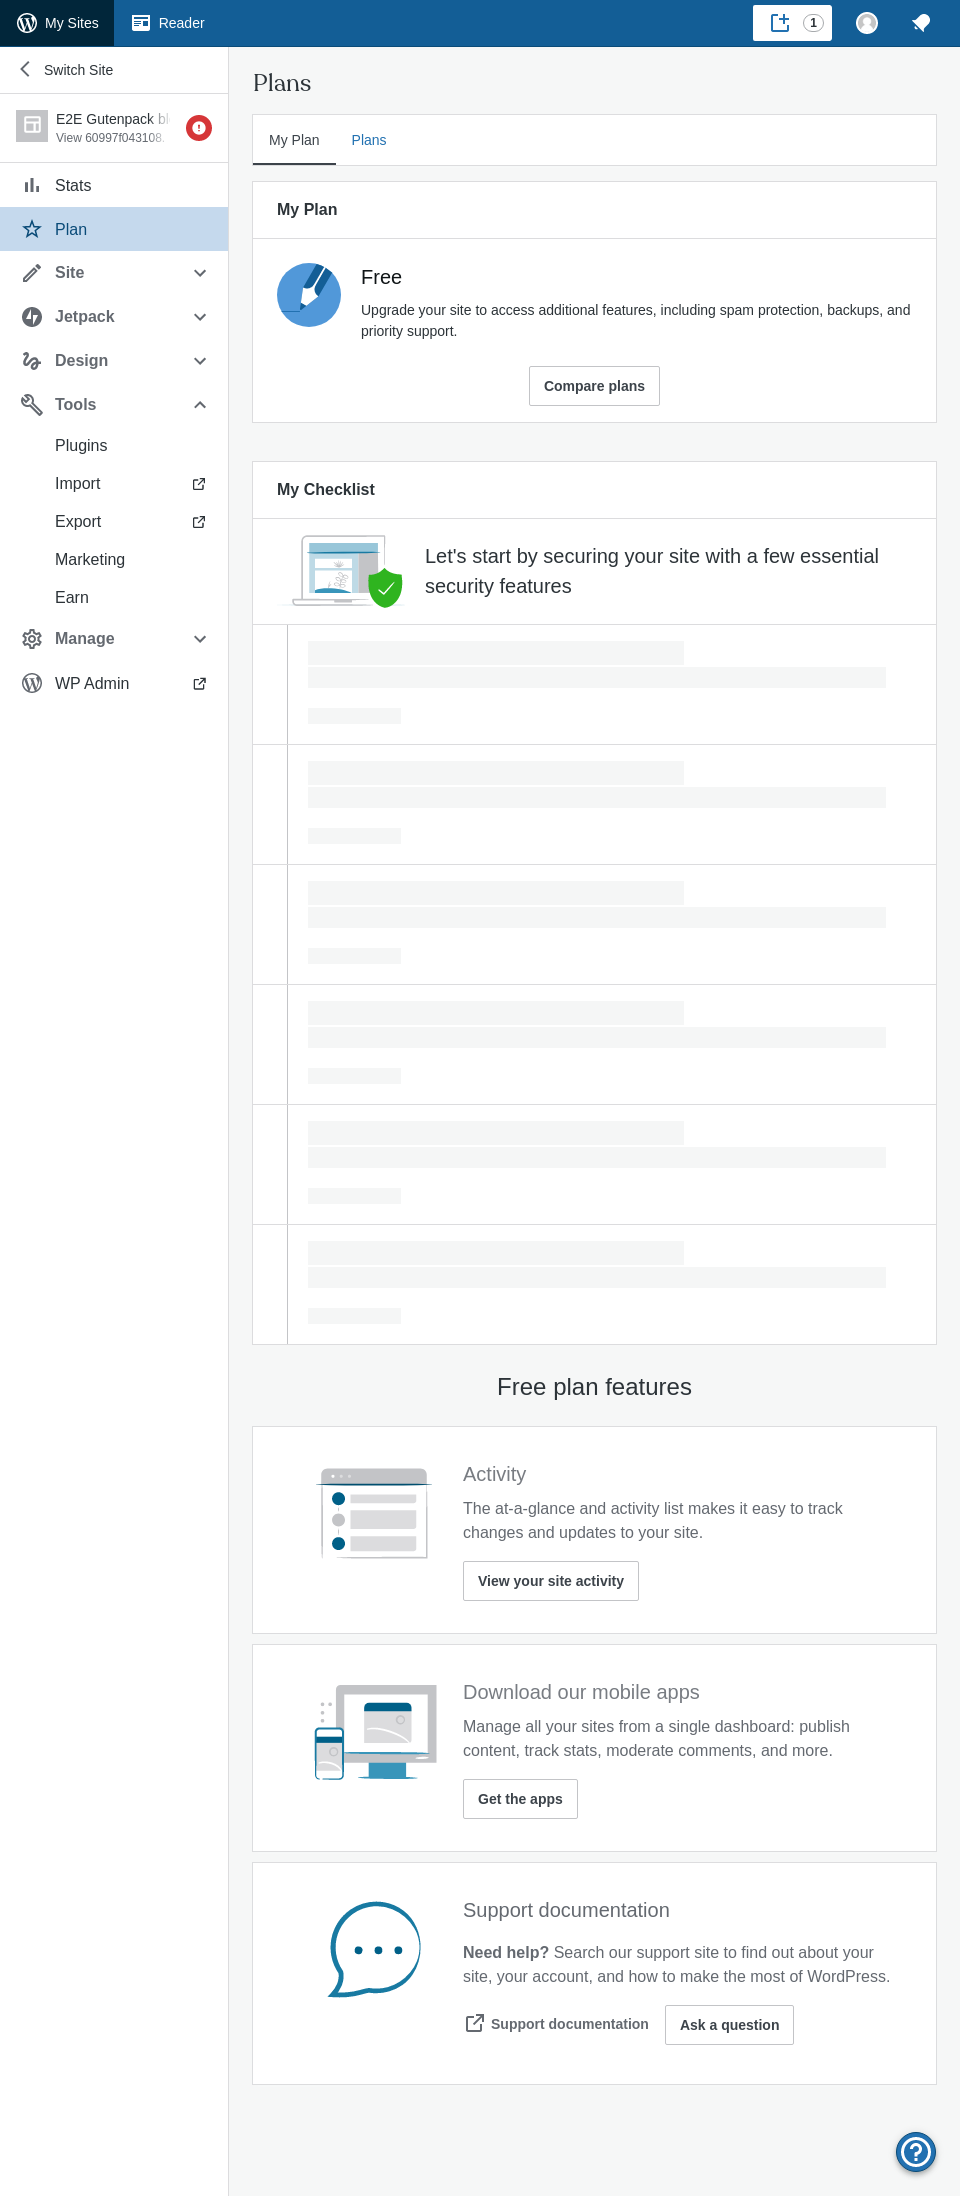 My Sites
Reader
1
Switch Site
E2E Gutenpack
View 60997f043108.
Stats
Plan
Site
Jetpack
Design
Tools
Plugins
Import
Export
Marketing
Earn
Manage
WP Admin
Plans
My Plan
Plans
My Plan
Free
Upgrade your site to access additional features, including spam protection, backups, and
priority support.
Compare plans
My Checklist
Let's start by securing your site with a few essential
security features
Free plan features
Activity
The at-a-glance and activity list makes it easy to track
changes and updates to your site.
View your site activity
Download our mobile apps
Manage all your sites from a single dashboard: publish
content, track stats, moderate comments, and more.
Get the apps
Support documentation
Need help? Search our support site to find out about your
site, your account, and how to make the most of WordPress.
Support documentation
Ask a question